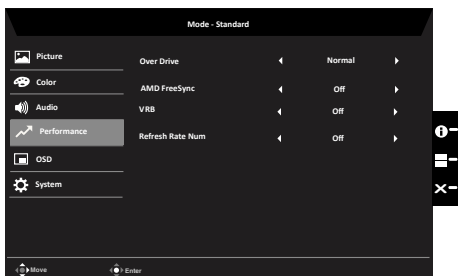 Mode - Standard
Picture
Color
Audio
Performance
OSD
System
Over Drive Normal
AMD FreeSync Off
VRB Off
Refresh Rate Num Off
Move Enter